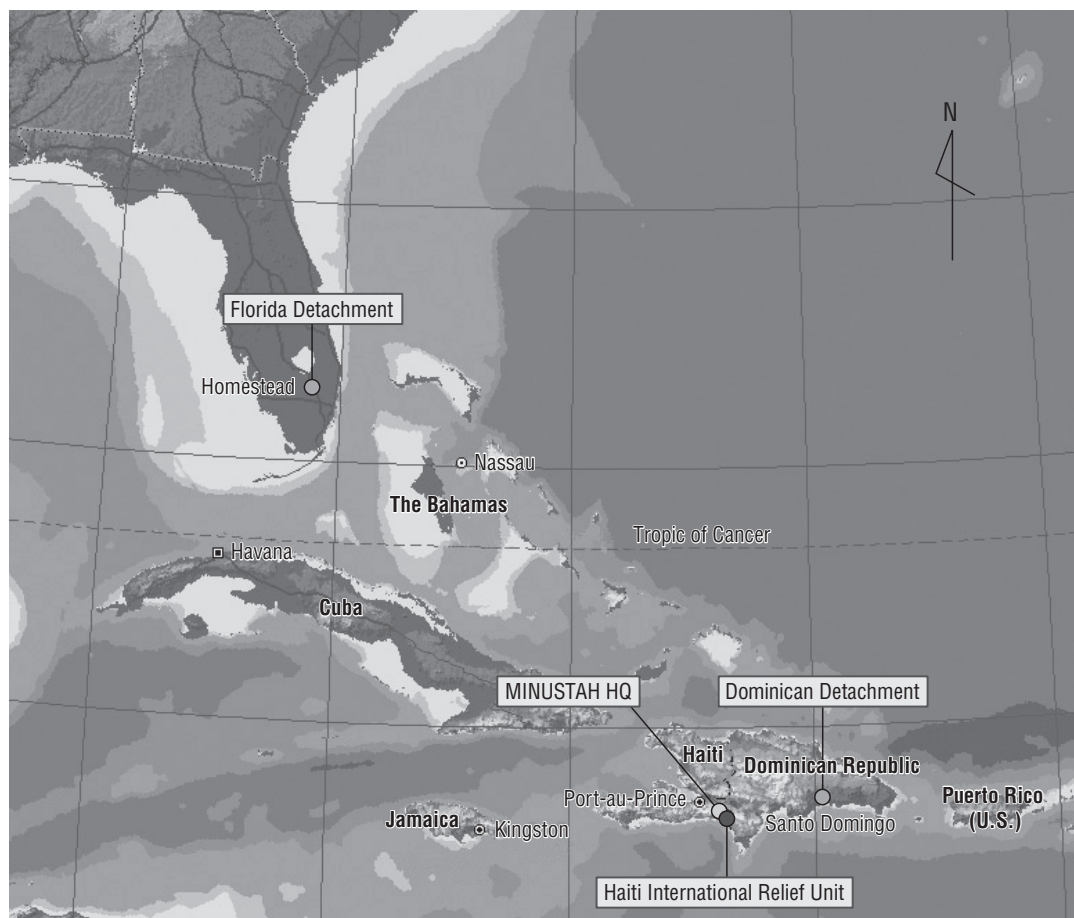 N
Florida Detachment
Homestead
Nassau
The Bahamas
Tropic of Cancer
Havana
Cuba
MINUSTAH HQ
Dominican Detachment
Haiti
Dominican Republic
Port-au-Prince
Puerto Rico
(U.S.)
Jamaica
Kingston
Santo Domingo
Haiti International Relief Unit